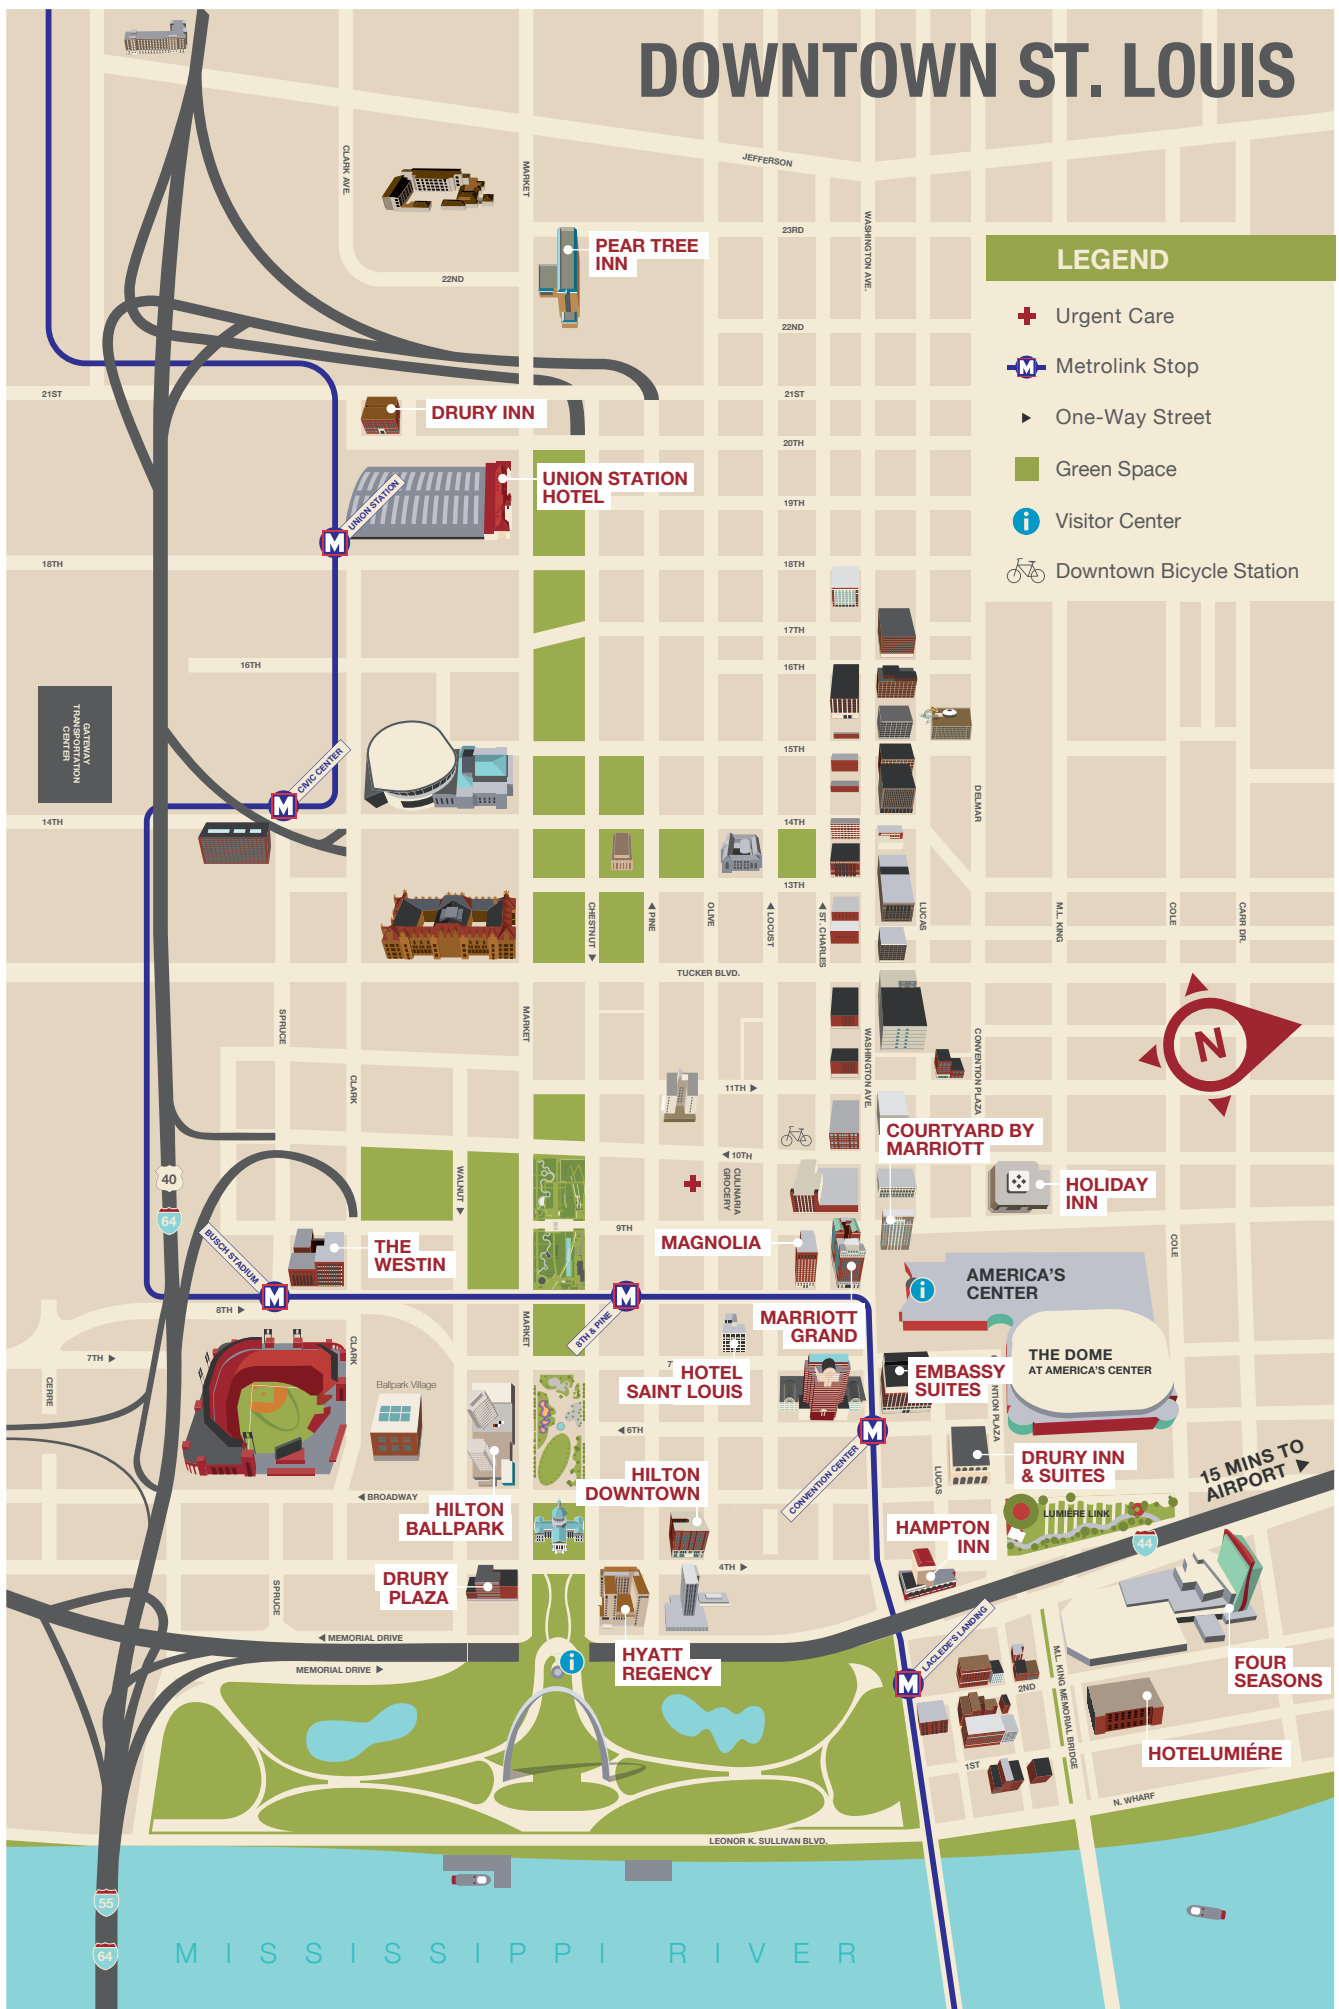 DOWNTOWN ST. LOUIS
JEFFERSON
CLARK AVE.
MARKET
WASHINGTON AVE.
23RD
PEAR TREE
INN
22ND
22ND
LEGEND
Urgent Care
M Metrolink Stop
One-Way Street
Green Space
i Visitor Center
Downtown Bicycle Station
21ST
21ST
DRURY INN
20TH
UNION STATION
HOTEL
UNION STATION
M
19TH
18TH
18TH
17TH
16TH
16TH
GATEWAY
TRANSPORTATION
CENTER
CIVIC CENTER
M
15TH
DELMAR
14TH
14TH
13TH
CHESTNUT
PINE
OLIVE
LOCUST
ST. CHARLES
LUCAS
M.L. KING
COLE
CARR DR.
TUCKER BLVD.
SPRUCE
MARKET
WASHINGTON AVE.
CONVENTION PLAZA
N
CLARK
11TH
COURTYARD BY
MARRIOTT
10TH
40
64
WALNUT
CULINARIA
GROCERY
HOLIDAY
INN
9TH
BUSCH STADIUM
M
THE
WESTIN
MAGNOLIA
COLE
i
AMERICA'S
CENTER
8TH
MARKET
M
8TH & PINE
MARRIOTT
GRAND
7TH
CERRE
CLARK
Ballpark Village
HOTEL
SAINT LOUIS
EMBASSY
SUITES
THE DOME
AT AMERICA'S CENTER
NTION PLAZA
6TH
M
CONVENTION CENTER
LUCAS
DRURY INN
& SUITES
15 MINS TO
AIRPORT
HILTON
DOWNTOWN
BROADWAY
HILTON
BALLPARK
LUMIÈRE LINK
HAMPTON
INN
44
4TH
DRURY
PLAZA
SPRUCE
MEMORIAL DRIVE
MEMORIAL DRIVE
i
HYATT
REGENCY
LACLEDE'S LANDING
M
M.L. KING MEMORIAL BRIDGE
2ND
FOUR
SEASONS
HOTELUMIÉRE
1ST
N. WHARF
LEONOR K. SULLIVAN BLVD.
55
64
MISSISSIPPI RIVER